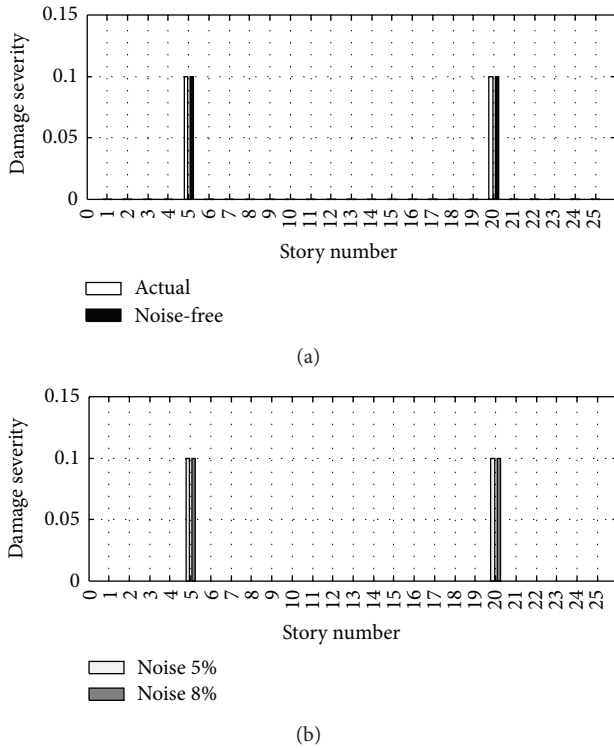 0.15
0.1
0.05
0
Damage severity
0 1 2 3 4 5 6 7 8 9 10 11 12 13 14 15 16 17 18 19 20 21 22 23 24 25
Story number
Actual
Noise-free
(a)
0.15
0.1
0.05
0
Damage severity
0 1 2 3 4 5 6 7 8 9 10 11 12 13 14 15 16 17 18 19 20 21 22 23 24 25
Story number
Noise 5%
Noise 8%
(b)